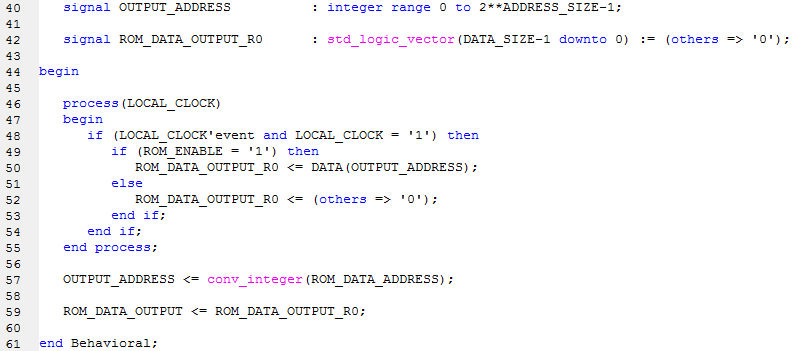 40 signal OUTPUT_ADDRESS : integer range 0 to 2**ADDRESS_SIZE-1;
41
42 signal ROM_DATA_OUTPUT_R0 : std_logic_vector(DATA_SIZE-1 downto 0) := (others => '0');
43
44 begin
45
46 process(LOCAL_CLOCK)
47 begin
48 if (LOCAL_CLOCK'event and LOCAL_CLOCK = '1') then
49 if (ROM_ENABLE = '1') then
50 ROM_DATA_OUTPUT_R0 <= DATA(OUTPUT_ADDRESS);
51 else
52 ROM_DATA_OUTPUT_R0 <= (others => '0');
53 end if;
54 end if;
55 end process;
56
57 OUTPUT_ADDRESS <= conv_integer(ROM_DATA_ADDRESS);
58
59 ROM_DATA_OUTPUT <= ROM_DATA_OUTPUT_R0;
60
61 end Behavioral;